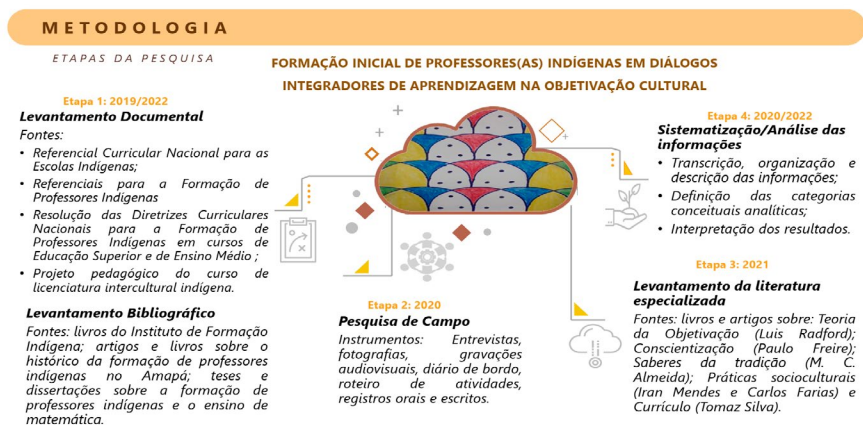 METODOLOGIA
ETAPAS DA PESQUISA
FORMAÇÃO INICIAL DE PROFESSORES(AS) INDÍGENAS EM DIÁLOGOS
INTEGRADORES DE APRENDIZAGEM NA OBJETIVAÇÃO CULTURAL
Etapa 1: 2019/2022
Levantamento Documental
Fontes:
• Referencial Curricular Nacional para as
Escolas Indígenas;
• Referenciais para a Formação de
Professores Indígenas
• Resolução das Diretrizes Curriculares
Nacionais para a Formação de
Professores Indígenas em cursos de
Educação Superior e de Ensino Médio ;
• Projeto pedagógico do curso de
licenciatura intercultural indígena.
Levantamento Bibliográfico
Fontes: livros do Instituto de Formação
Indígena; artigos e livros sobre o
histórico da formação de professores
indígenas no Amapá; teses e
dissertações sobre a formação de
professores indígenas e o ensino de
matemática.
Etapa 2: 2020
Pesquisa de Campo
Instrumentos: Entrevistas,
fotografias, gravações
audiovisuais, diário de bordo,
roteiro de atividades,
registros orais e escritos.
Etapa 4: 2020/2022
Sistematização/Análise das
informações
• Transcrição, organização e
descrição das informações;
• Definição das categorias
conceituais analíticas;
• Interpretação dos resultados.
Etapa 3: 2021
Levantamento da literatura
especializada
Fontes: livros e artigos sobre: Teoria
da Objetivação (Luis Radford);
Conscientização (Paulo Freire);
Saberes da tradição (M. C.
Almeida); Práticas socioculturais
(Iran Mendes e Carlos Farias) e
Currículo (Tomaz Silva).